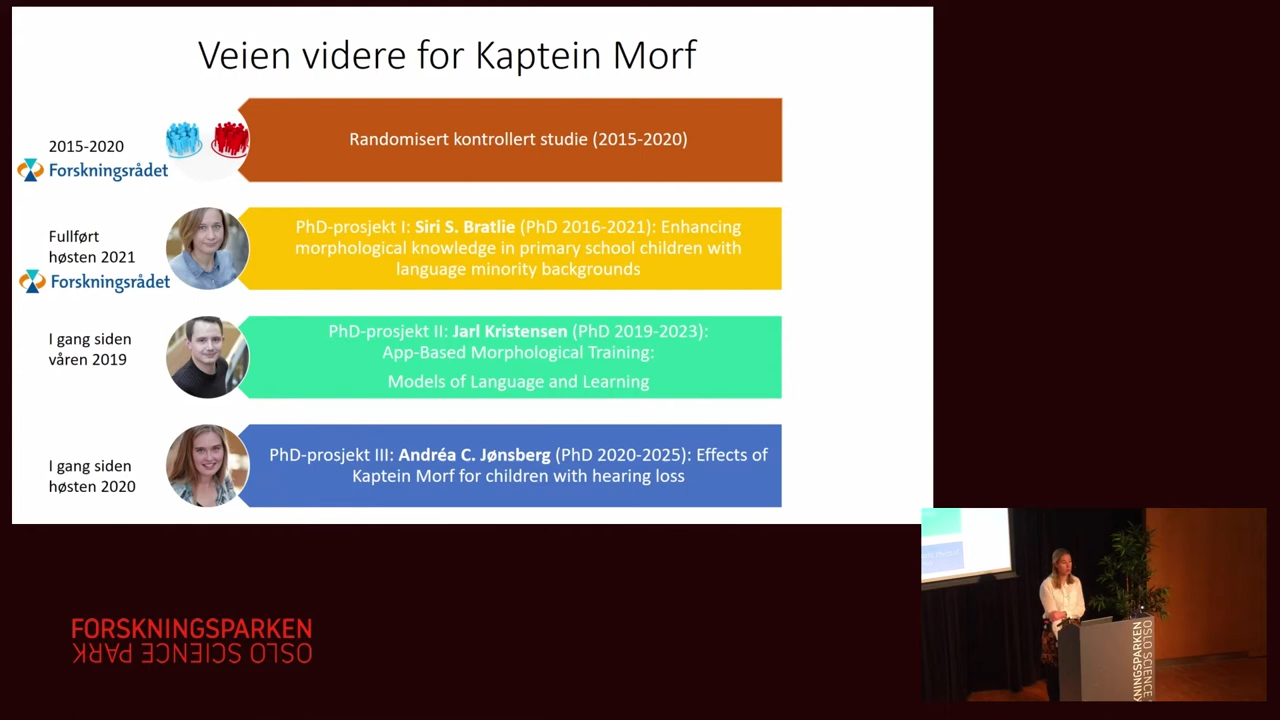 Veien videre for Kaptein Morf
2015-2020
Forskningsrådet
Randomisert kontrollert studie (2015-2020)
Fullført
høsten 2021
Forskningsrådet
PhD-prosjekt I: Siri S. Bratlie (PhD 2016-2021): Enhancing
morphological knowledge in primary school children with
language minority backgrounds
I gang siden
våren 2019
PhD-prosjekt II: Jarl Kristensen (PhD 2019-2023):
App-Based Morphological Training:
Models of Language and Learning
I gang siden
høsten 2020
PhD-prosjekt III: Andréa C. Jønsberg (PhD 2020-2025): Effects of
Kaptein Morf for children with hearing loss
FORSKNINGSPARKEN
OSLO SCIENCE PARK
KNINGSPARKEN
OSLO SCIENCE